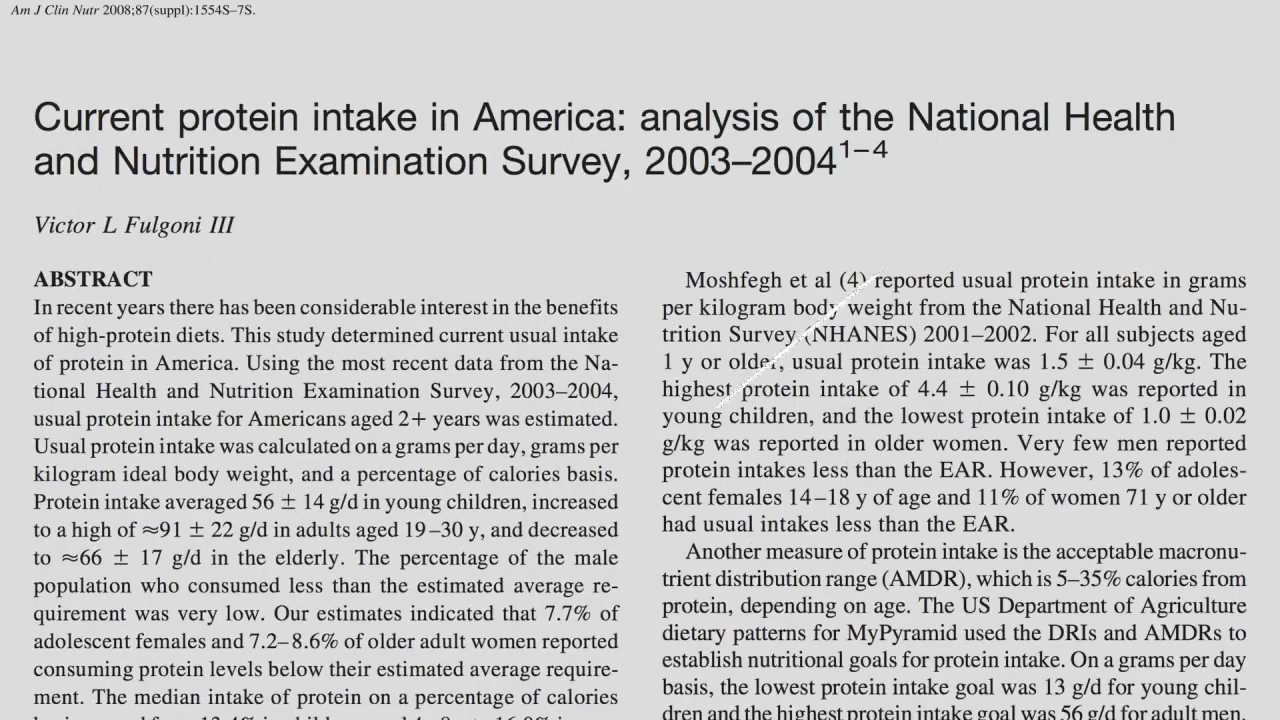 Am J Clin Nutr 2008;87(suppl):1554S–7S.
Current protein intake in America: analysis of the National Health
and Nutrition Examination Survey, 2003–2004¹⁻⁴
Victor L Fulgoni III
ABSTRACT
In recent years there has been considerable interest in the benefits
of high-protein diets. This study determined current usual intake
of protein in America. Using the most recent data from the Na-
tional Health and Nutrition Examination Survey, 2003–2004,
usual protein intake for Americans aged 2+ years was estimated.
Usual protein intake was calculated on a grams per day, grams per
kilogram ideal body weight, and a percentage of calories basis.
Protein intake averaged 56 ± 14 g/d in young children, increased
to a high of ≈91 ± 22 g/d in adults aged 19–30 y, and decreased
to ≈66 ± 17 g/d in the elderly. The percentage of the male
population who consumed less than the estimated average re-
quirement was very low. Our estimates indicated that 7.7% of
adolescent females and 7.2–8.6% of older adult women reported
consuming protein levels below their estimated average require-
ment. The median intake of protein on a percentage of calories
Moshfegh et al (4) reported usual protein intake in grams
per kilogram body weight from the National Health and Nu-
trition Survey (NHANES) 2001–2002. For all subjects aged
1 y or older, usual protein intake was 1.5 ± 0.04 g/kg. The
highest protein intake of 4.4 ± 0.10 g/kg was reported in
young children, and the lowest protein intake of 1.0 ± 0.02
g/kg was reported in older women. Very few men reported
protein intakes less than the EAR. However, 13% of adoles-
cent females 14–18 y of age and 11% of women 71 y or older
had usual intakes less than the EAR.
Another measure of protein intake is the acceptable macronu-
trient distribution range (AMDR), which is 5–35% calories from
protein, depending on age. The US Department of Agriculture
dietary patterns for MyPyramid used the DRIs and AMDRs to
establish nutritional goals for protein intake. On a grams per day
basis, the lowest protein intake goal was 13 g/d for young chil-
dren and the highest protein intake goal was 56 g/d for adult men.